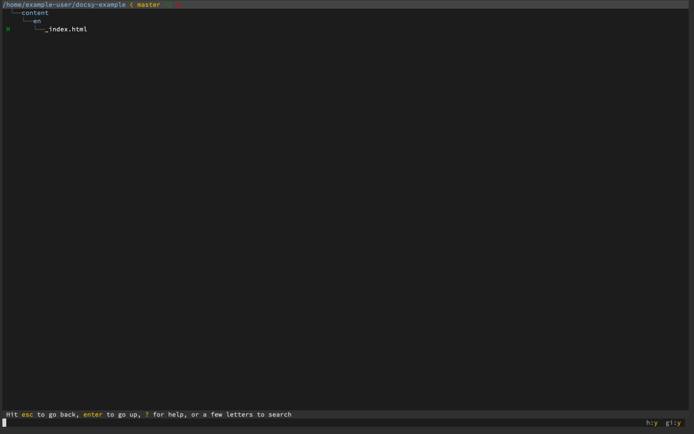 /home/example-user/docsy-example ᚜ master
content
en
M _index.html
Hit esc to go back, enter to go up, ? for help, or a few letters to search
h:y gi:y